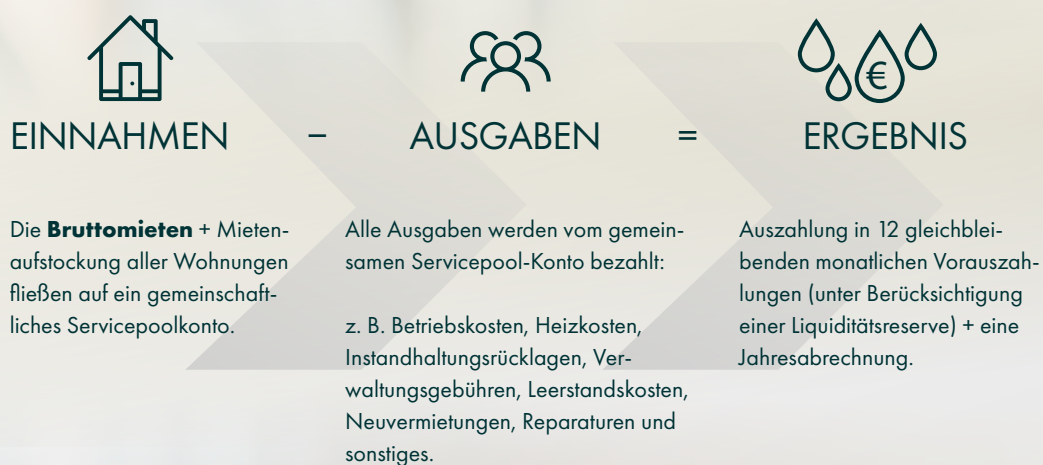 €
EINNAHMEN – AUSGABEN = ERGEBNIS
Die Bruttomieten + Mieten-
aufstockung aller Wohnungen
fließen auf ein gemeinschaft-
liches Servicepoolkonto.
Alle Ausgaben werden vom gemein-
samen Servicepool-Konto bezahlt:
z. B. Betriebskosten, Heizkosten,
Instandhaltungsrücklagen, Ver-
waltungsgebühren, Leerstandskosten,
Neuvermietungen, Reparaturen und
sonstiges.
Auszahlung in 12 gleichblei-
benden monatlichen Vorauszah-
lungen (unter Berücksichtigung
einer Liquiditätsreserve) + eine
Jahresabrechnung.